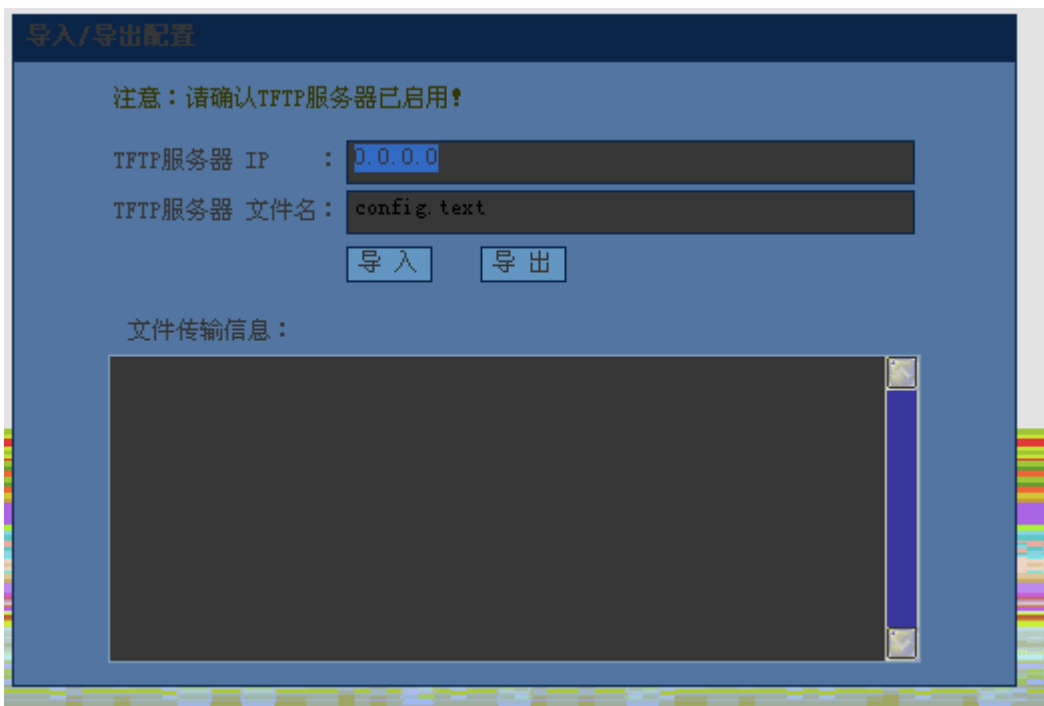 导入/导出配置
注意：请确认TFTP服务器已启用！
TFTP服务器 IP ： 0.0.0.0
TFTP服务器 文件名： config.text
导 入 导 出
文件传输信息：